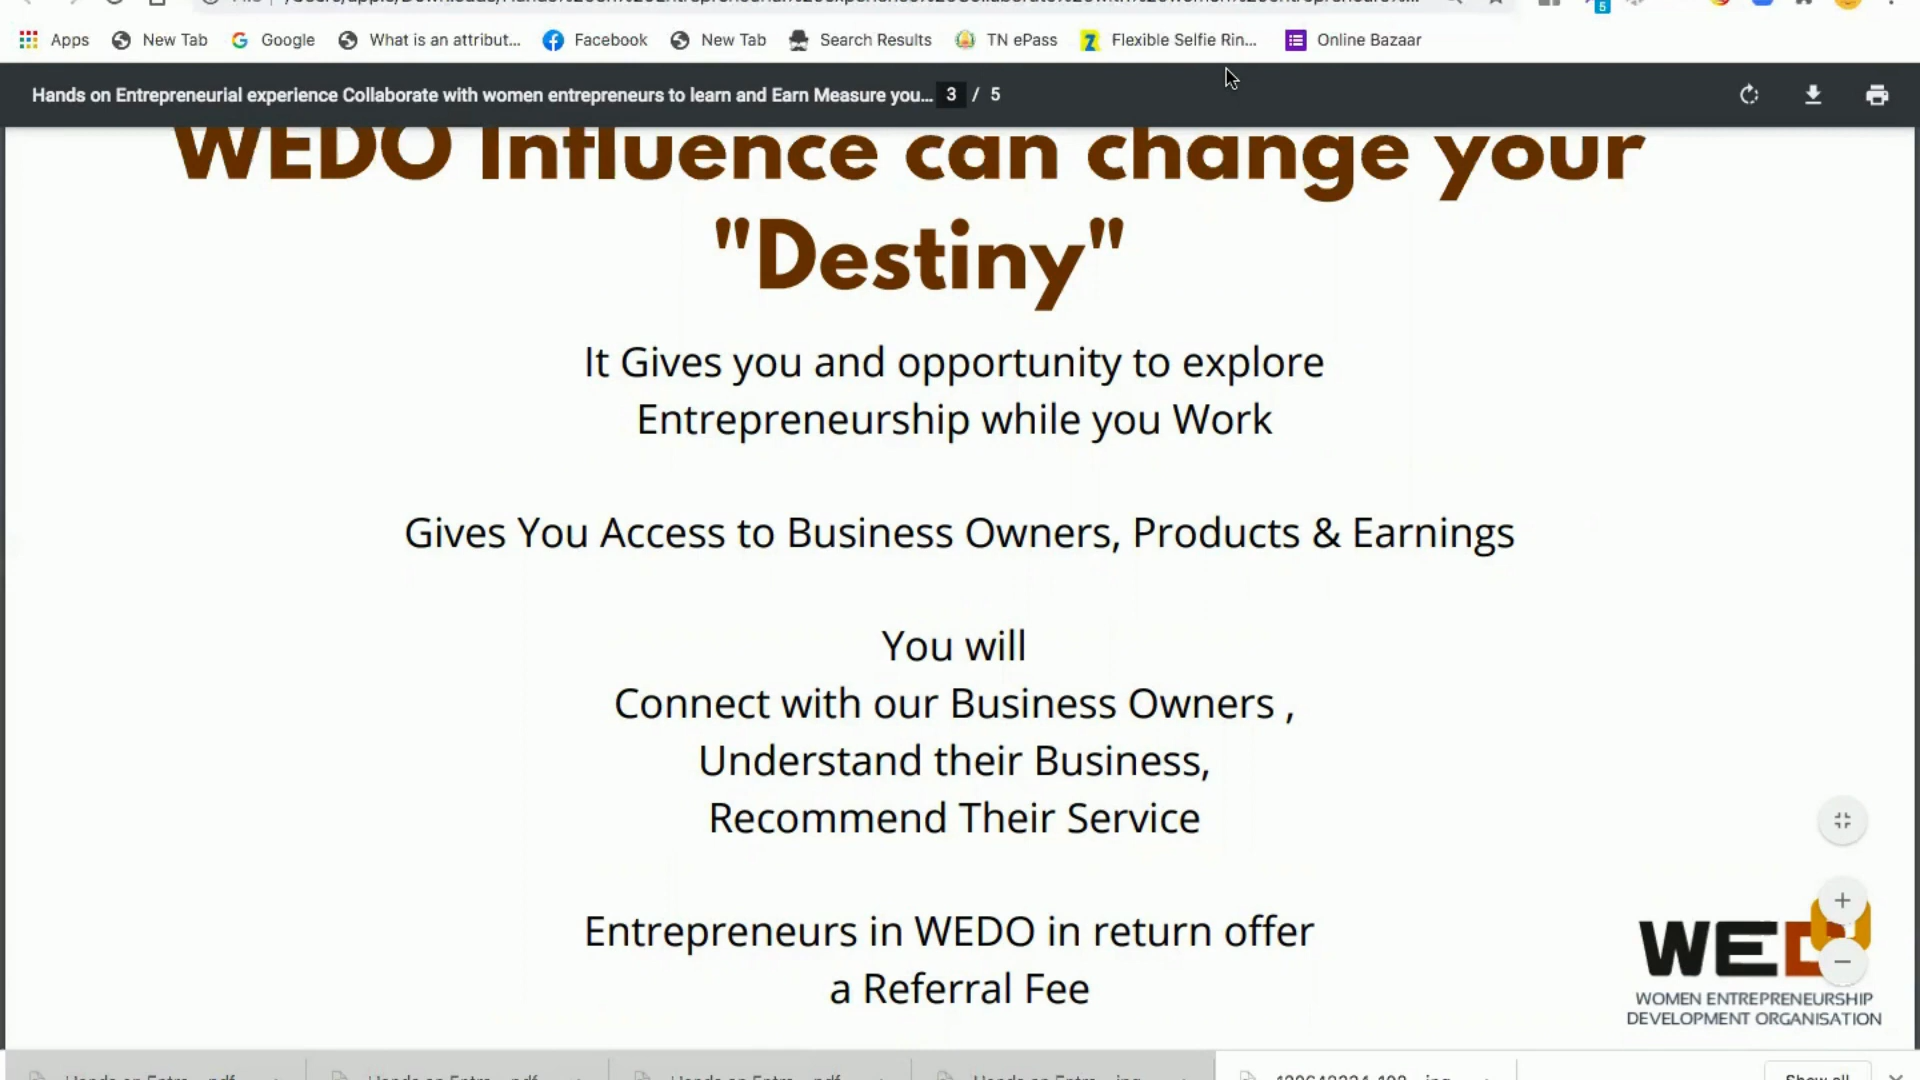 Apps New Tab Google What is an attribut... Facebook New Tab Search Results TN ePass Flexible Selfie Rin... Online Bazaar
Hands on Entrepreneurial experience Collaborate with women entrepreneurs to learn and Earn Measure you... 3 / 5
WEDO Influence can change your
"Destiny"
It Gives you and opportunity to explore
Entrepreneurship while you Work
Gives You Access to Business Owners, Products & Earnings
You will
Connect with our Business Owners ,
Understand their Business,
Recommend Their Service
Entrepreneurs in WEDO in return offer
a Referral Fee
WED
WOMEN ENTREPRENEURSHIP
DEVELOPMENT ORGANISATION